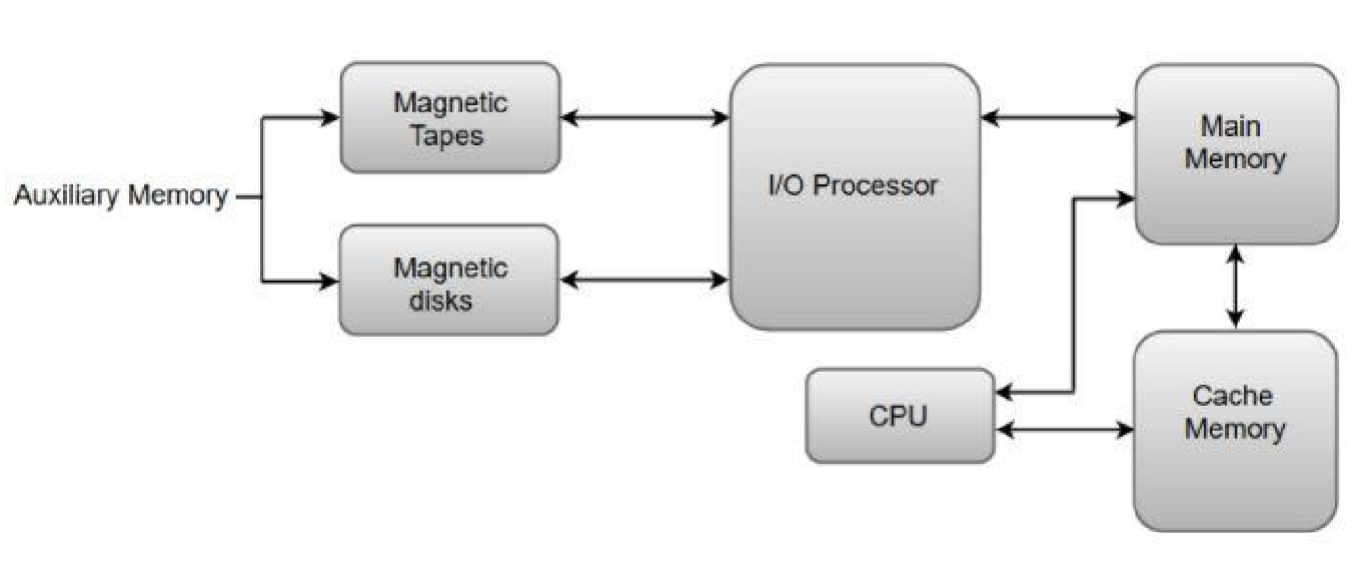 Auxiliary Memory
Magnetic
Tapes
Magnetic
disks
I/O Processor
Main
Memory
CPU
Cache
Memory